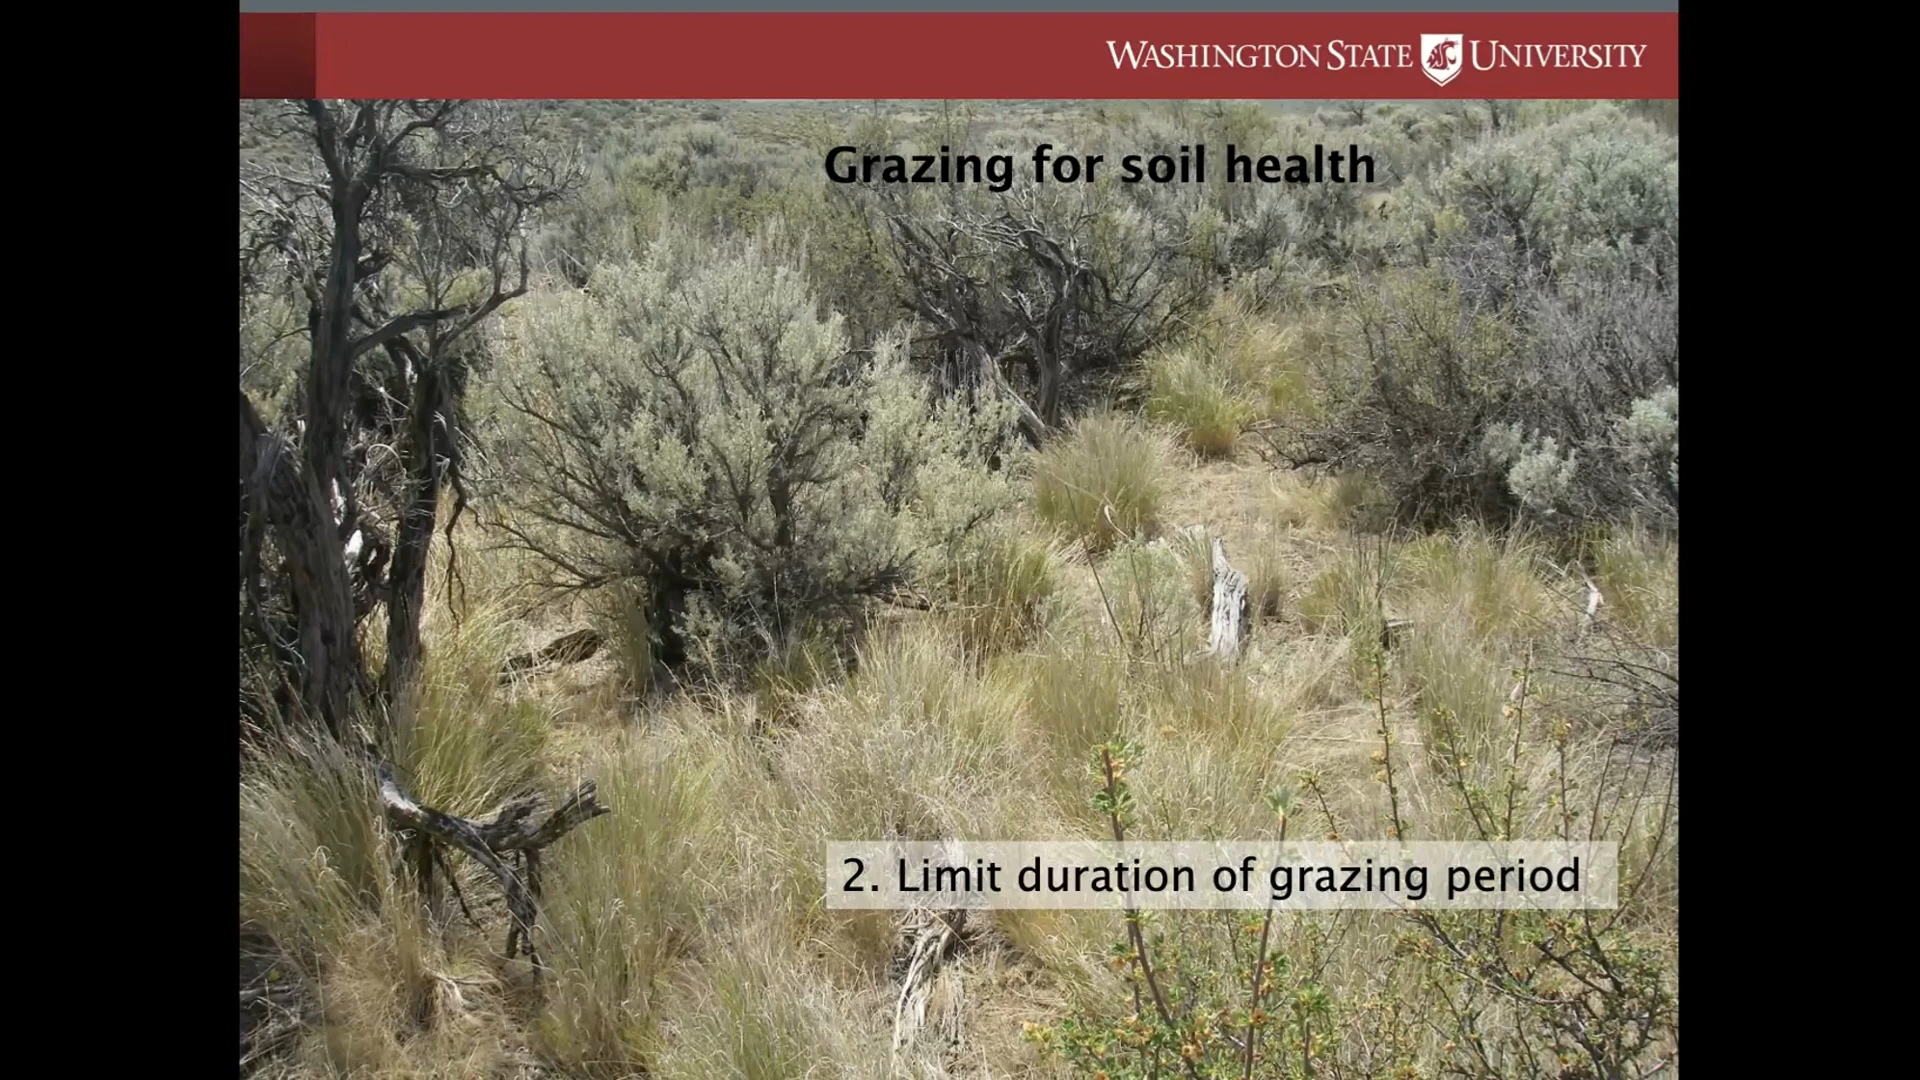 WASHINGTON STATE UNIVERSITY
Grazing for soil health
2. Limit duration of grazing period